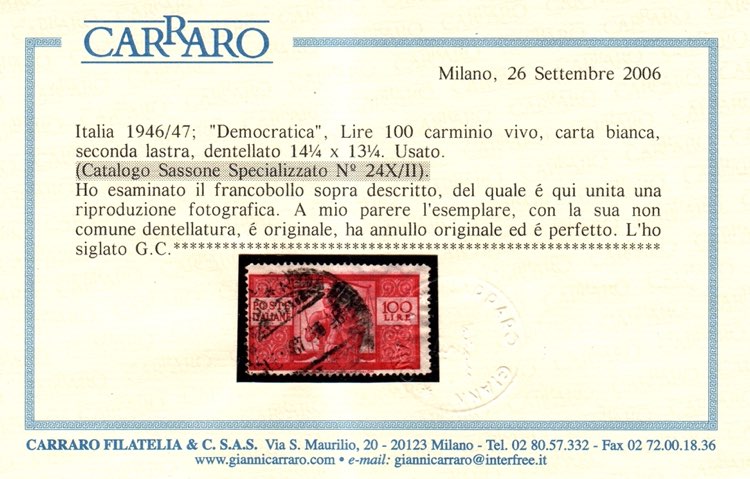 CARRARO
Milano, 26 Settembre 2006
Italia 1946/47; "Democratica", Lire 100 carminio vivo, carta bianca,
seconda lastra, dentellato 14¼ x 13¼. Usato.
(Catalogo Sassone Specializzato Nº 24X/II).
Ho esaminato il francobollo sopra descritto, del quale é qui unita una
riproduzione fotografica. A mio parere l'esemplare, con la sua non
comune dentellatura, é originale, ha annullo originale ed é perfetto. L'ho
siglato G.C.************************************************************
POSTE
ITALIANE
100
LIRE
CARRARO FILATELIA & C. S.A.S. Via S. Maurilio, 20 - 20123 Milano - Tel. 02 80.57.332 - Fax 02 72.00.18.36
www.giannicarraro.com • e-mail: giannicarraro@interfree.it